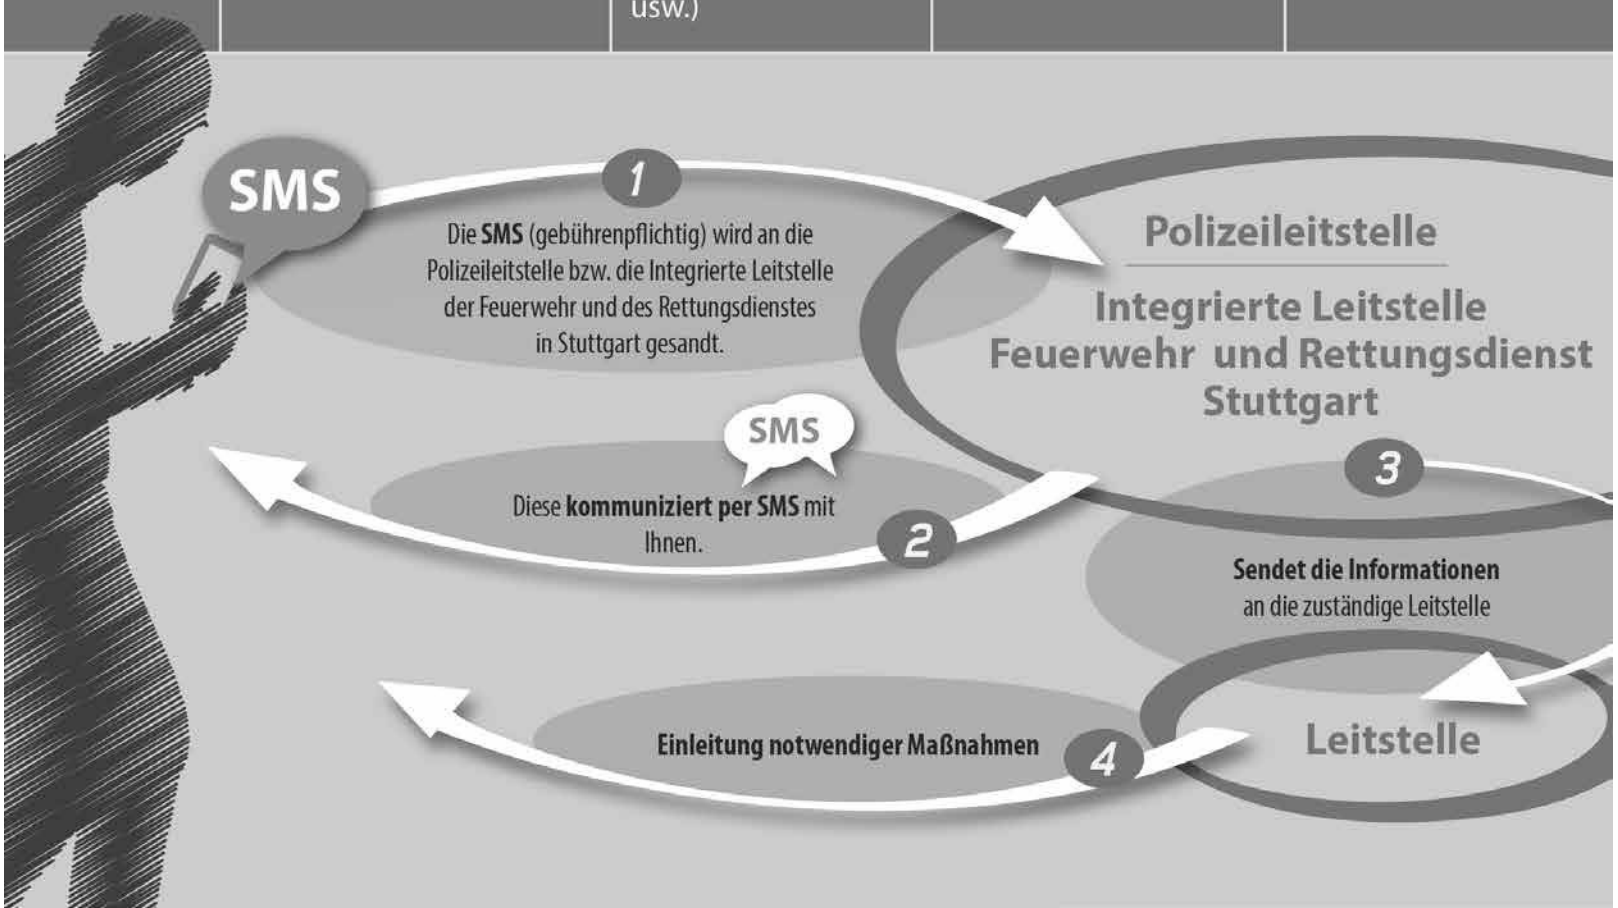 usw.)
SMS
1
Die SMS (gebührenpflichtig) wird an die
Polizeileitstelle bzw. die Integrierte Leitstelle
der Feuerwehr und des Rettungsdienstes
in Stuttgart gesandt.
Polizeileitstelle
Integrierte Leitstelle
Feuerwehr und Rettungsdienst
Stuttgart
SMS
Diese kommuniziert per SMS mit
Ihnen.
2
3
Sendet die Informationen
an die zuständige Leitstelle
Leitstelle
Einleitung notwendiger Maßnahmen
4